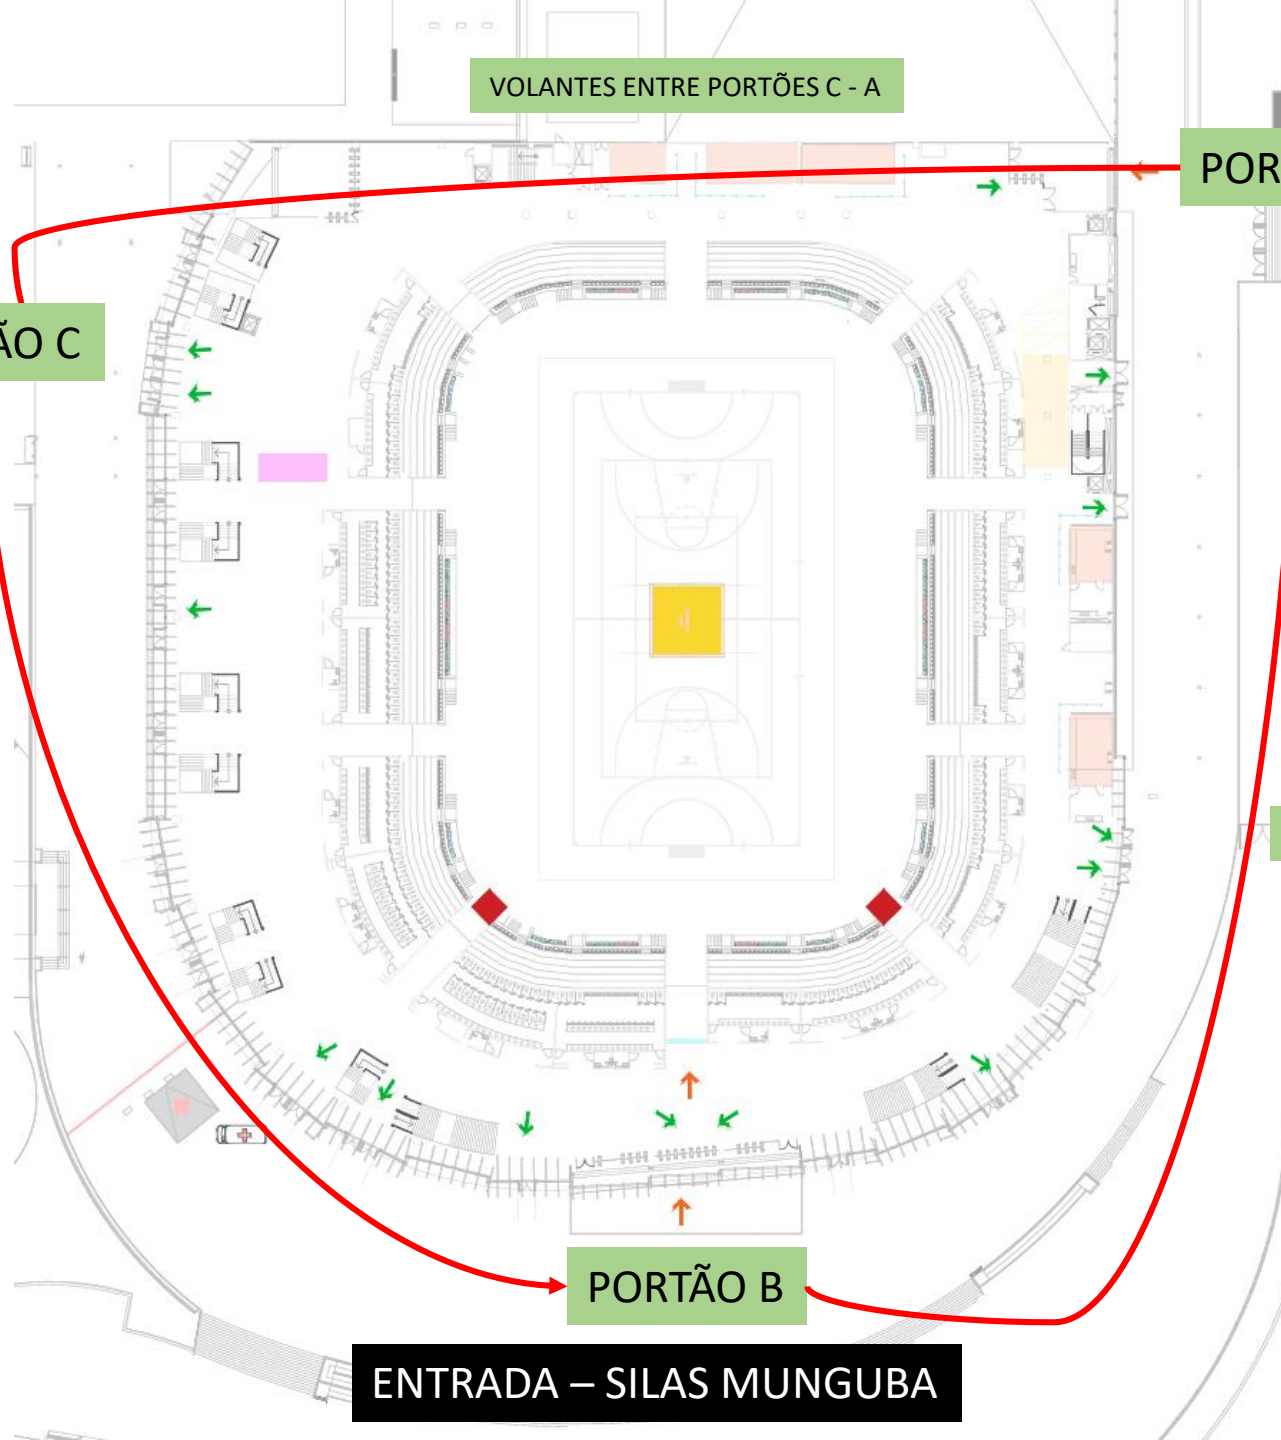 VOLANTES ENTRE PORTÕES C - A
POR
ÃO C
PORTÃO B
ENTRADA – SILAS MUNGUBA